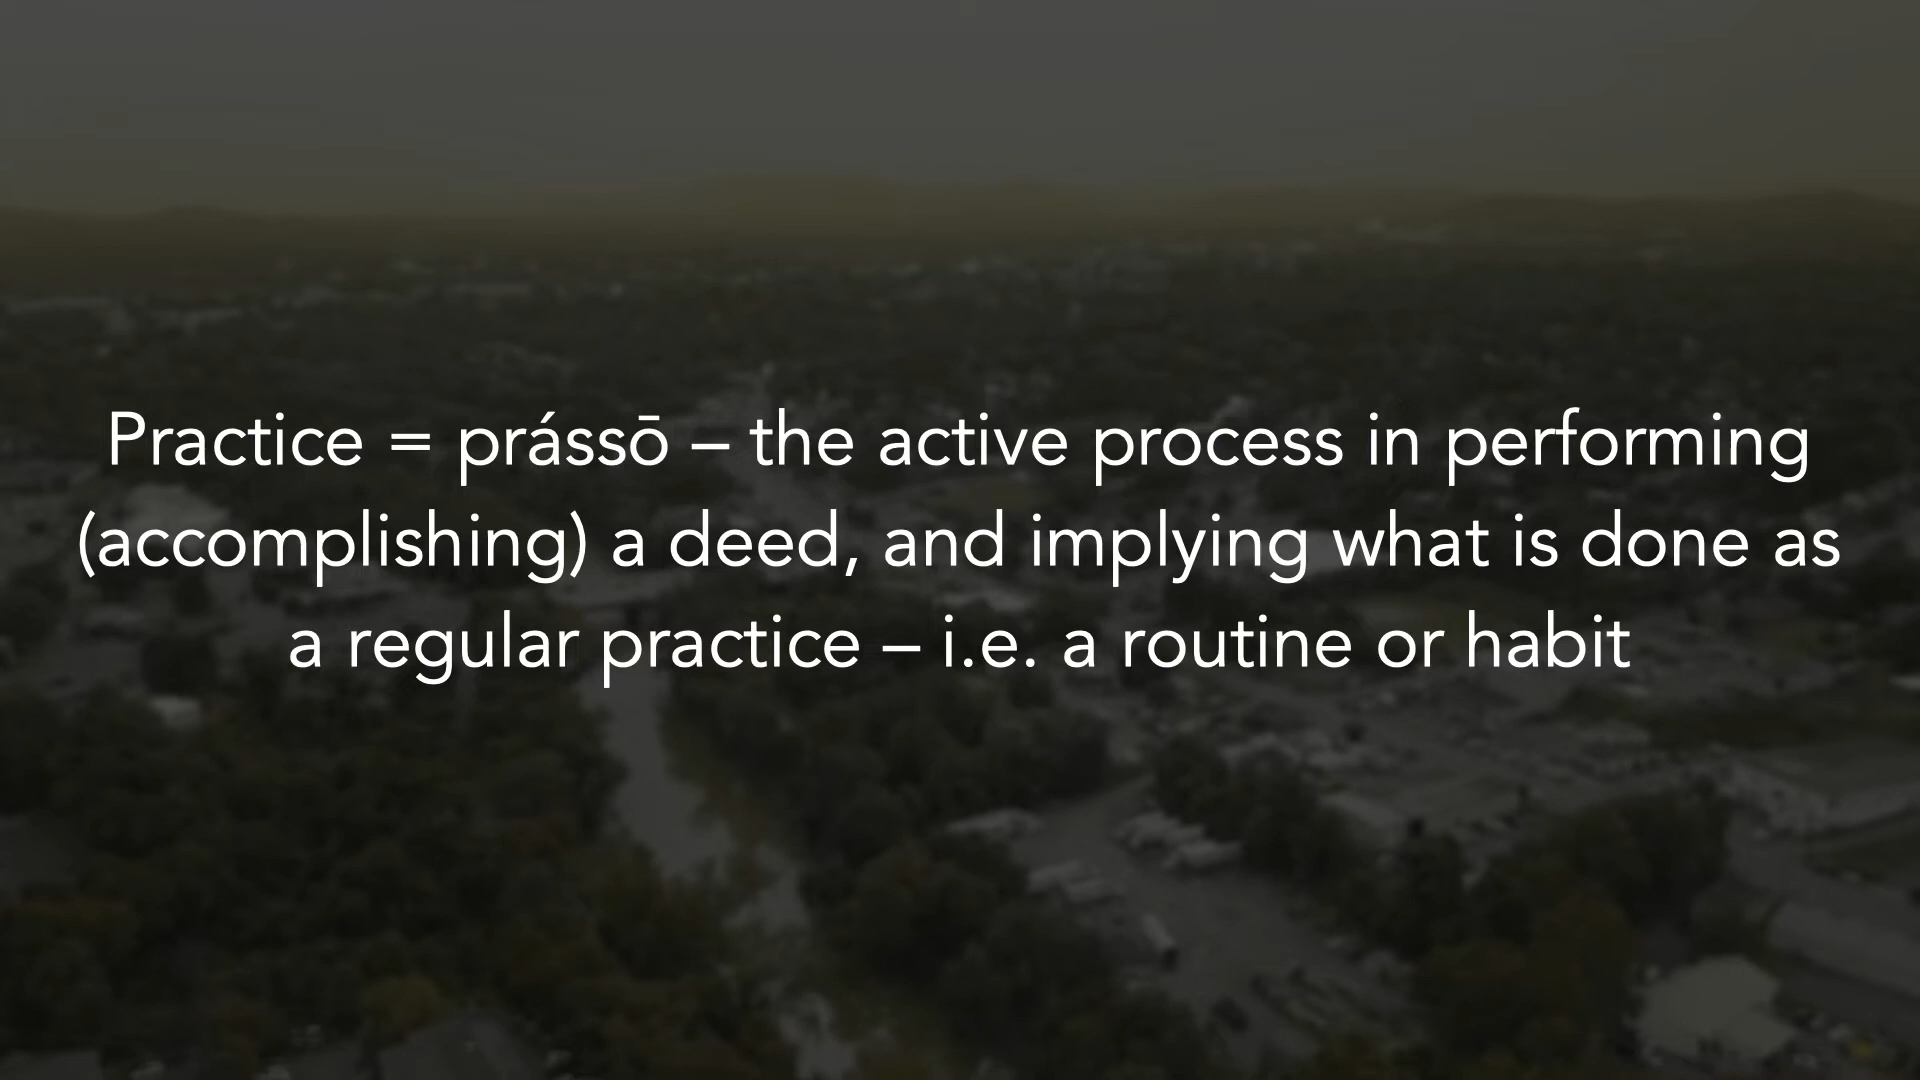 Practice = prássō – the active process in performing
(accomplishing) a deed, and implying what is done as
a regular practice – i.e. a routine or habit